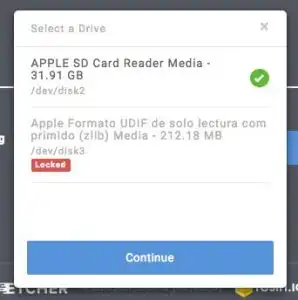 Select a Drive ×
APPLE SD Card Reader Media -
31.91 GB
/dev/disk2
Apple Formato UDIF de solo lectura com
primido (zlib) Media - 212.18 MB
/dev/disk3
Locked
Continue
ETCHER